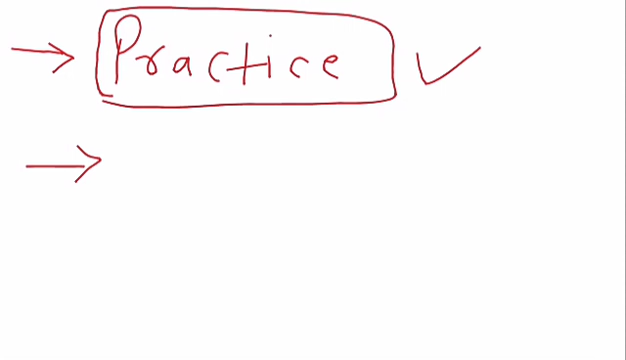 → Practice ✓
→